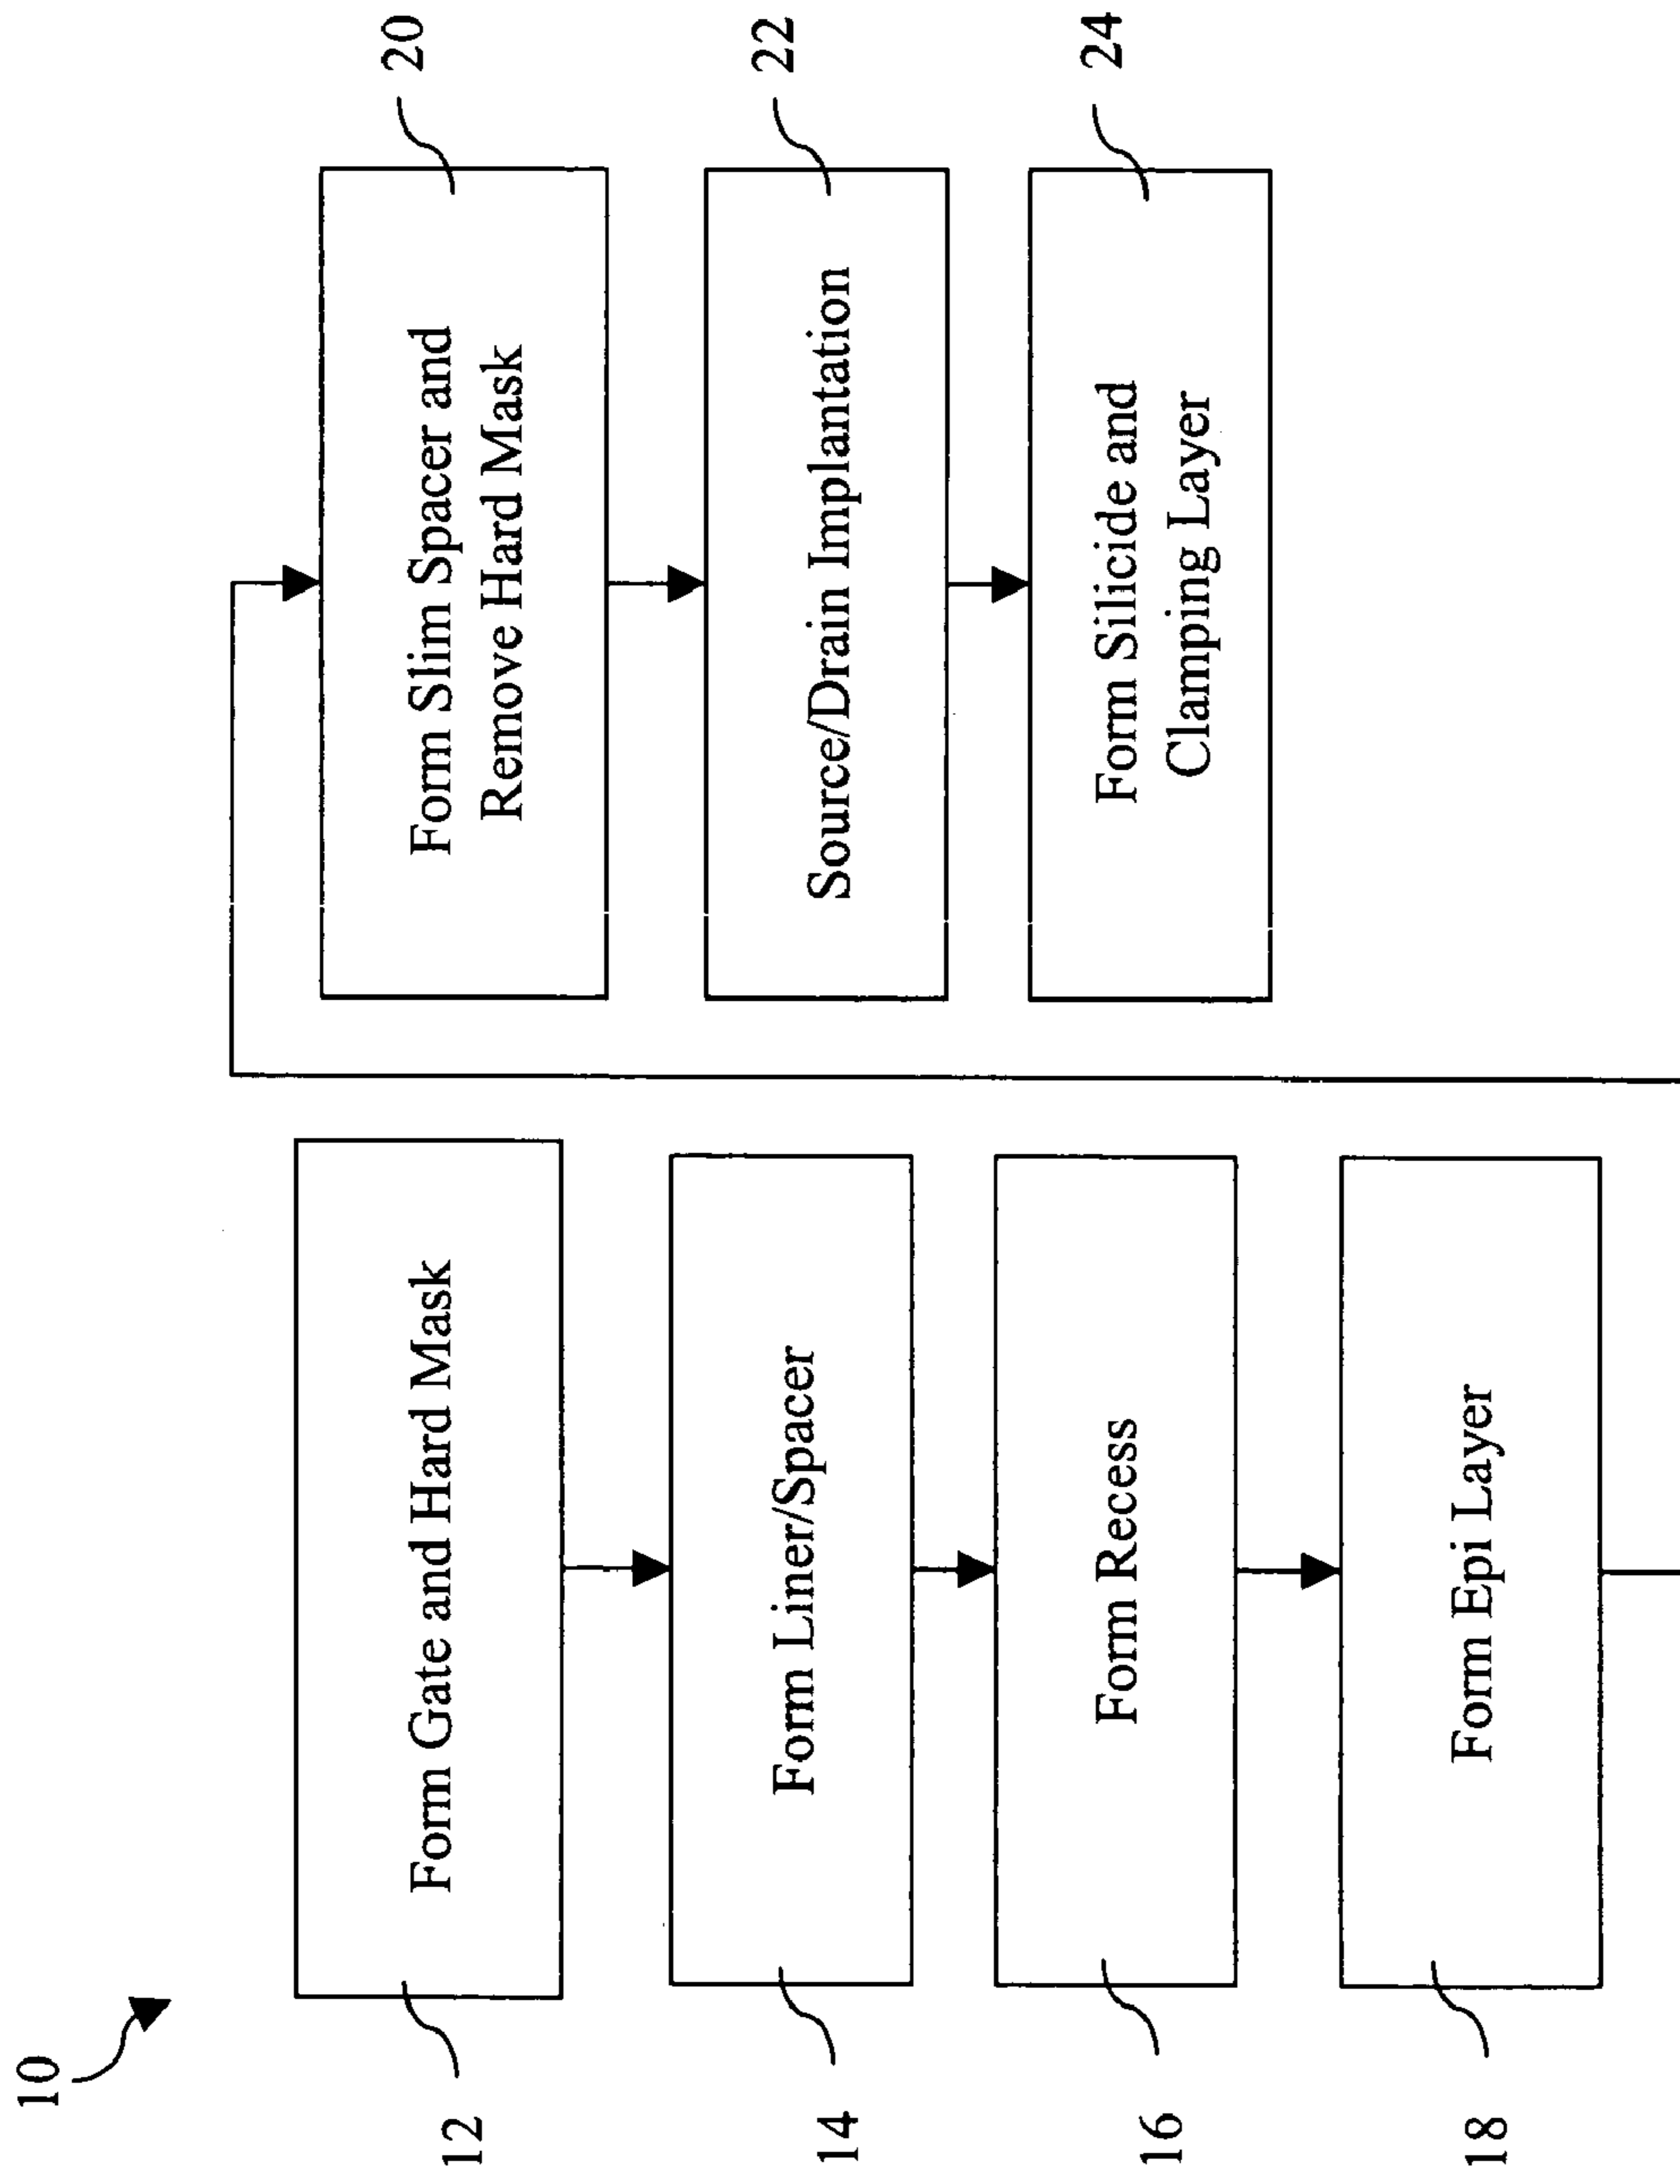 10
12
Form Gate and Hard Mask
14
Form Liner/Spacer
16
Form Recess
18
Form Epi Layer
20
Form Slim Spacer and
Remove Hard Mask
22
Source/Drain Implantation
24
Form Silicide and
Clamping Layer